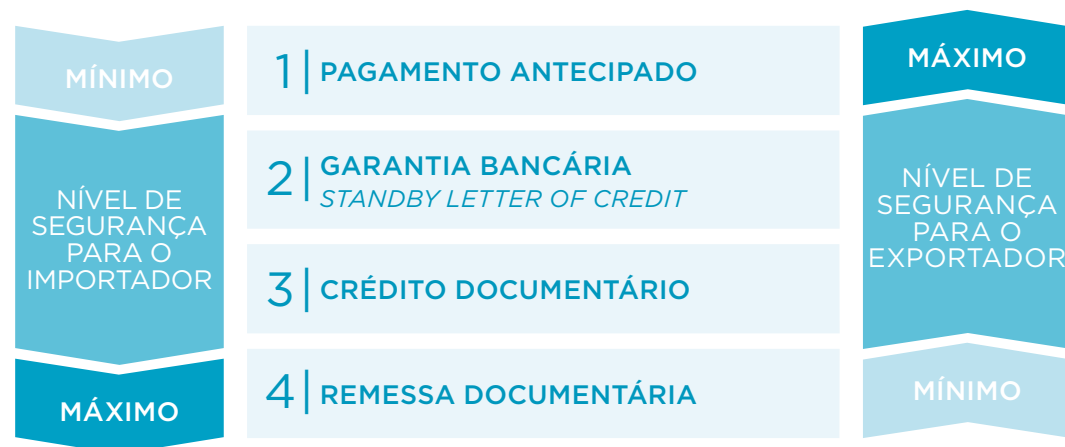 MÍNIMO
NÍVEL DE
SEGURANÇA
PARA O
IMPORTADOR
MÁXIMO
1 | PAGAMENTO ANTECIPADO
2 | GARANTIA BANCÁRIA
STANDBY LETTER OF CREDIT
3 | CRÉDITO DOCUMENTÁRIO
4 | REMESSA DOCUMENTÁRIA
MÁXIMO
NÍVEL DE
SEGURANÇA
PARA O
EXPORTADOR
MÍNIMO